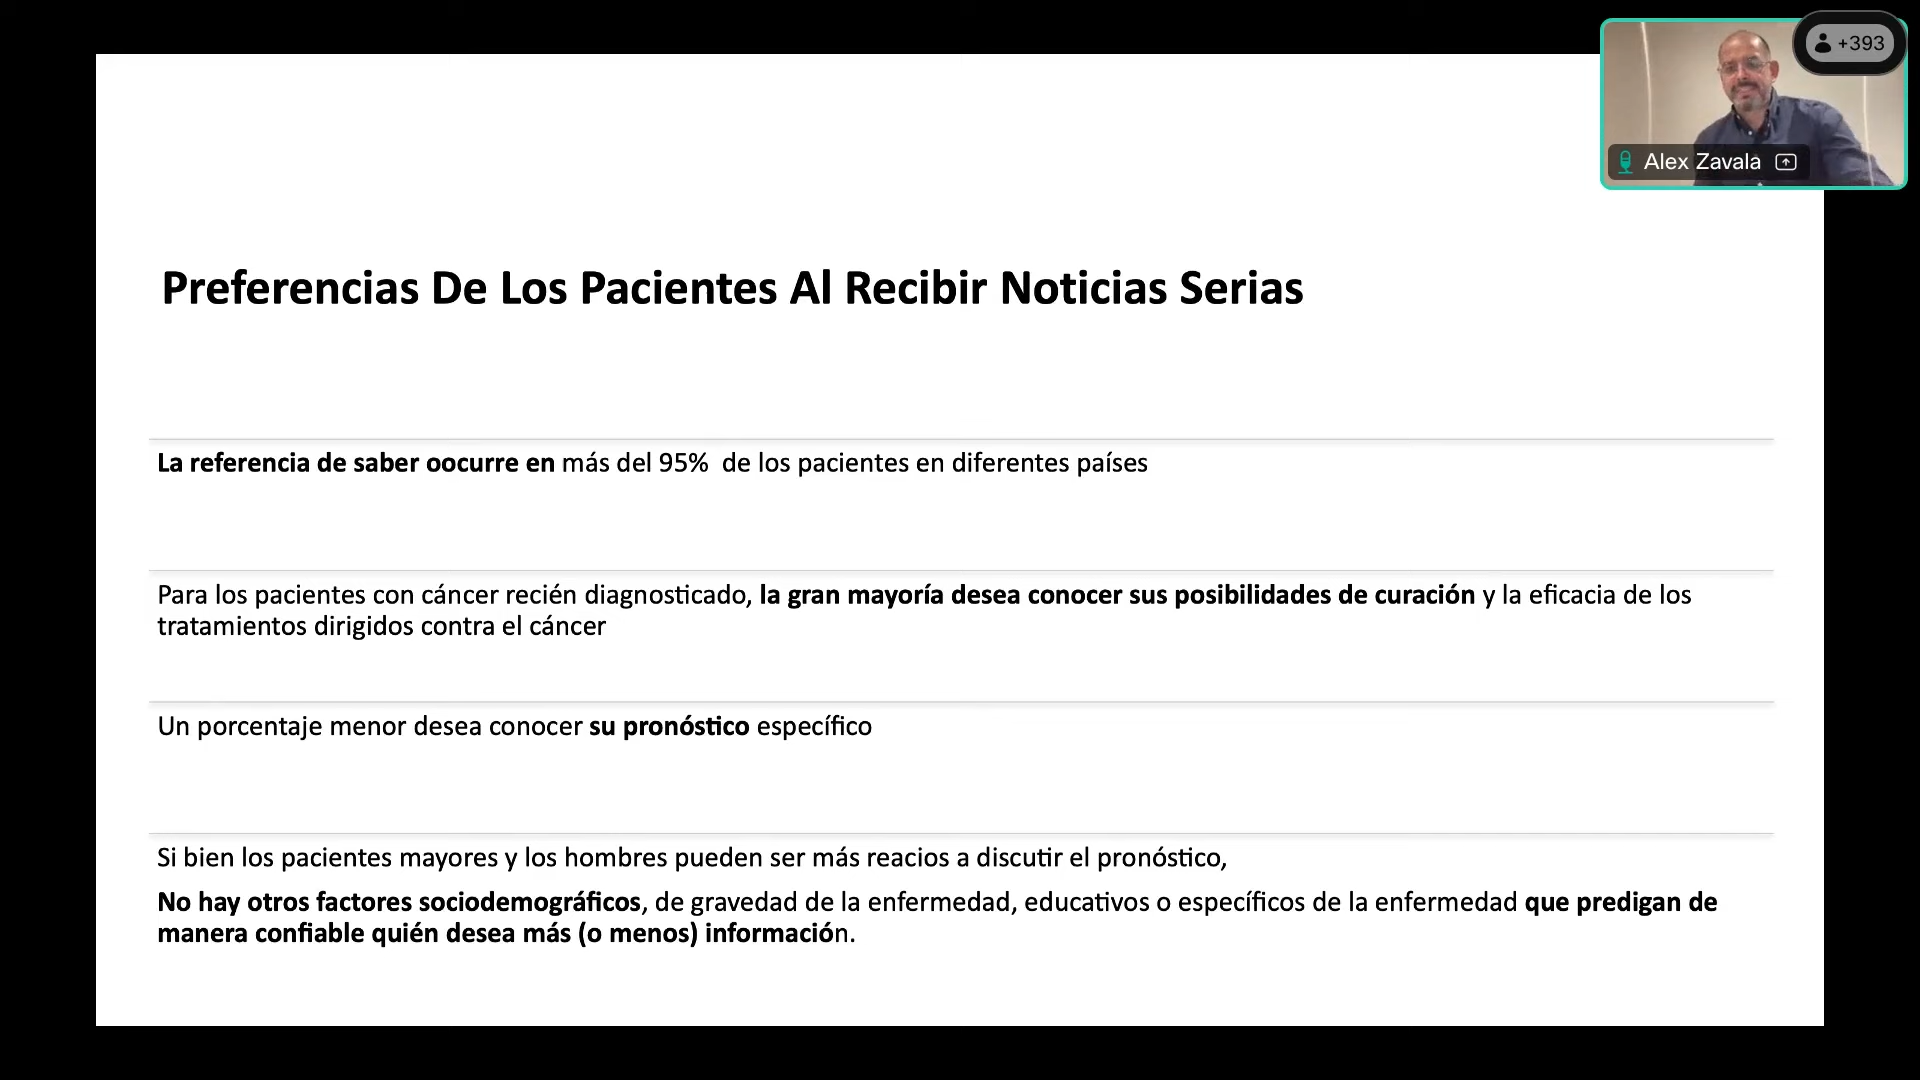 +393
Alex Zavala
Preferencias De Los Pacientes Al Recibir Noticias Serias
La referencia de saber oocurre en más del 95% de los pacientes en diferentes países
Para los pacientes con cáncer recién diagnosticado, la gran mayoría desea conocer sus posibilidades de curación y la eficacia de los
tratamientos dirigidos contra el cáncer
Un porcentaje menor desea conocer su pronóstico específico
Si bien los pacientes mayores y los hombres pueden ser más reacios a discutir el pronóstico,
No hay otros factores sociodemográficos, de gravedad de la enfermedad, educativos o específicos de la enfermedad que predigan de
manera confiable quién desea más (o menos) información.